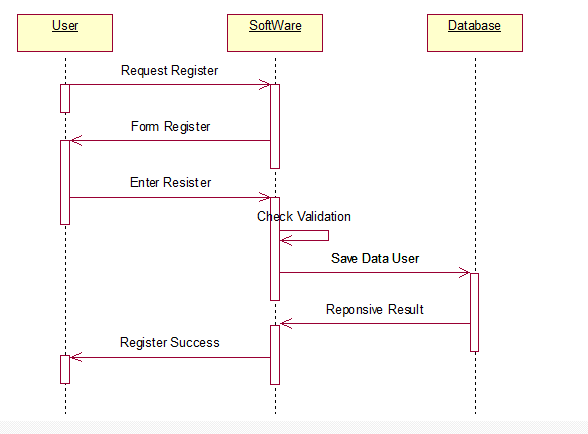 User
SoftWare
Database
Request Register
Form Register
Enter Resister
Check Validation
Save Data User
Reponsive Result
Register Success